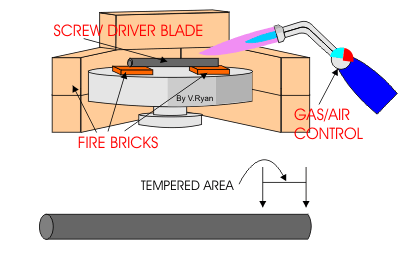 SCREW DRIVER BLADE
By V.Ryan
GAS/AIR
CONTROL
FIRE BRICKS
TEMPERED AREA